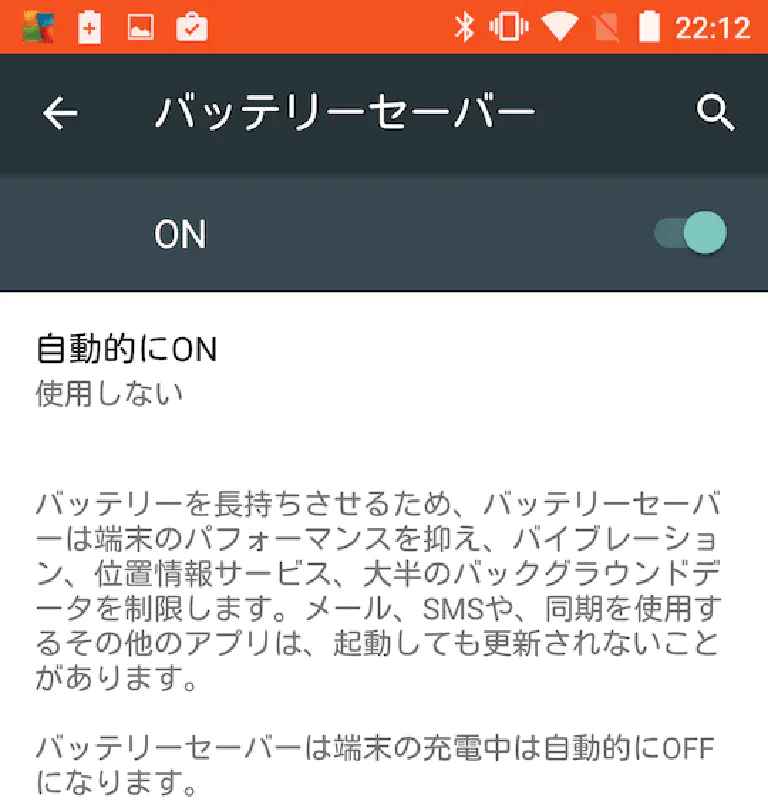 22:12
バッテリーセーバー
ON
自動的にON
使用しない
バッテリーを長持ちさせるため、バッテリーセーバ
ーは端末のパフォーマンスを抑え、バイブレーショ
ン、位置情報サービス、大半のバックグラウンドデ
ータを制限します。メール、SMSや、同期を使用す
るその他のアプリは、起動しても更新されないこと
があります。
バッテリーセーバーは端末の充電中は自動的にOFF
になります。